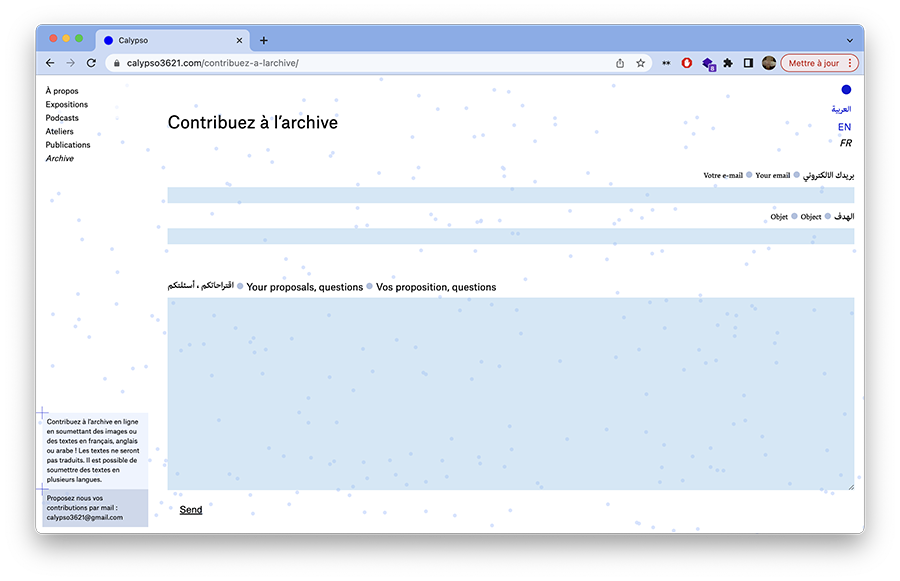 Calypso
calypso3621.com/contribuez-a-larchive/
8
Mettre à jour
À propos
Expositions
Podcasts
Ateliers
Publications
Archive
Contribuez à l'archive
العربية
EN
FR
Votre e-mail Your email بريدك الالكتروني
Objet Object الهدف
اقتراحاتكم ، أسئلتكم Your proposals, questions Vos proposition, questions
Contribuez à l'archive en ligne
en soumettant des images ou
des textes en français, anglais
ou arabe ! Les textes ne seront
pas traduits. Il est possible de
soumettre des textes en
plusieurs langues.
Proposez nous vos
contributions par mail :
calypso3621@gmail.com
Send